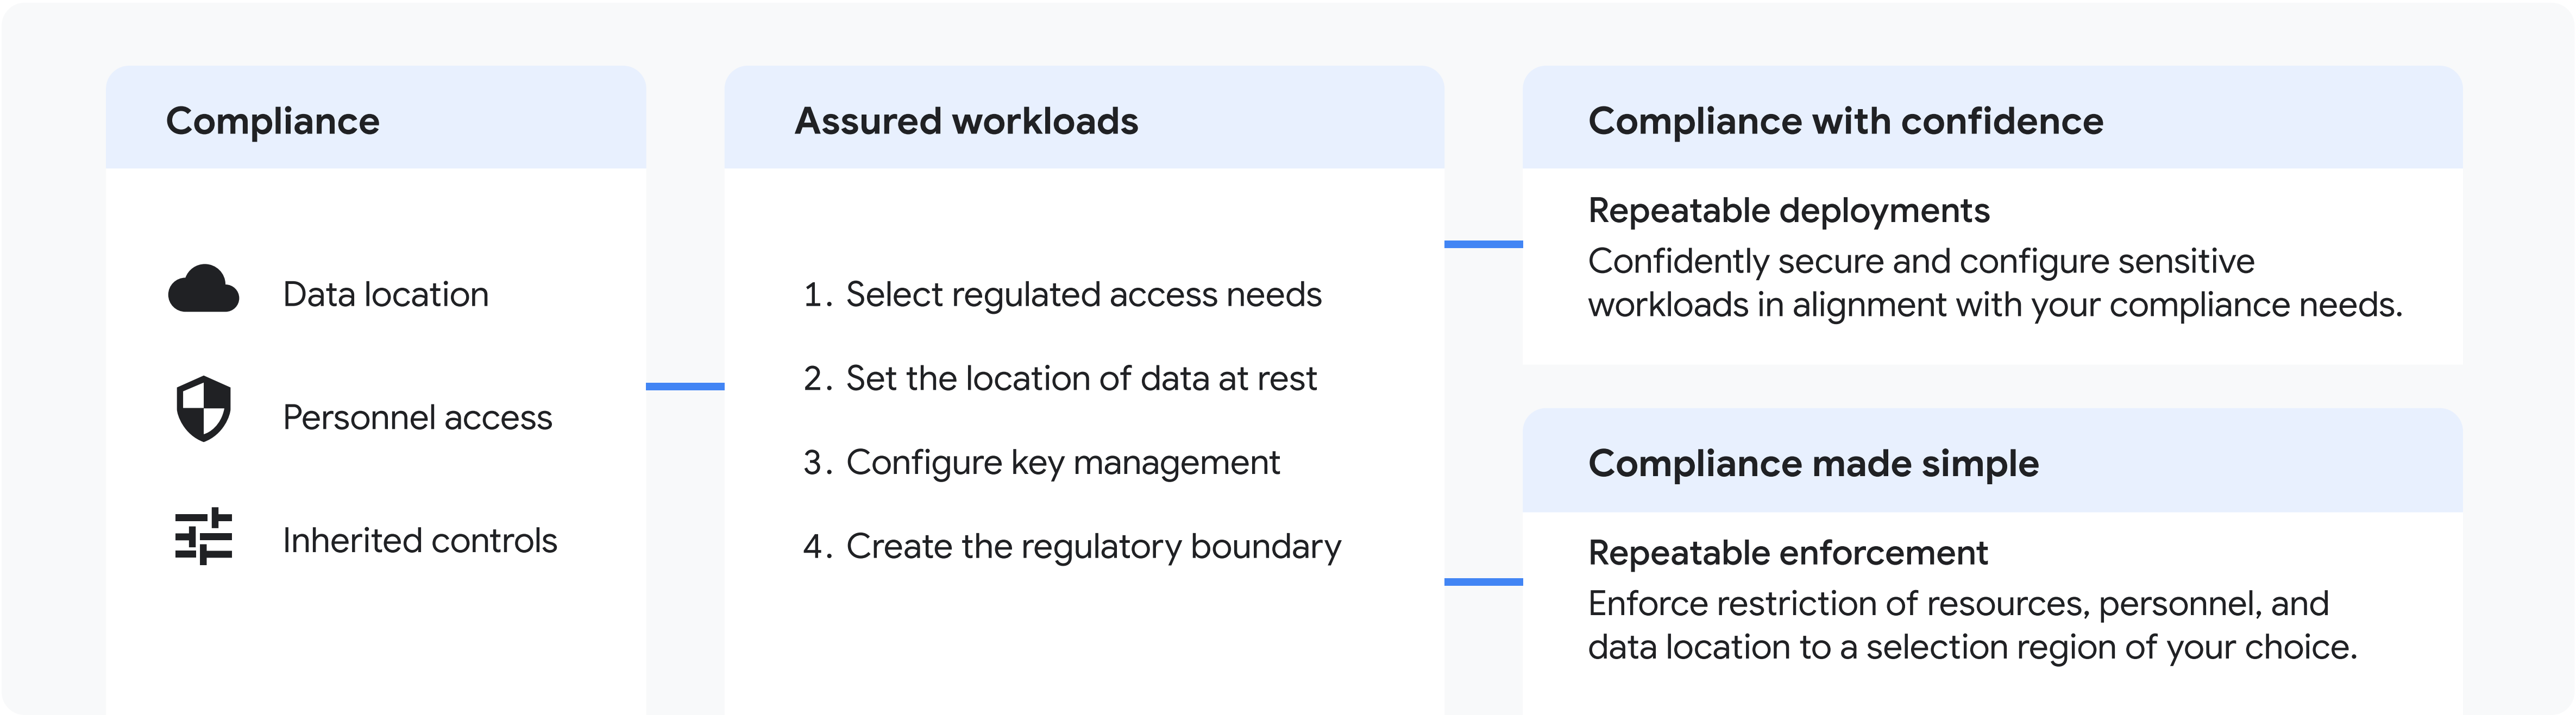 Compliance
Data location
Personnel access
Inherited controls
Assured workloads
1. Select regulated access needs
2. Set the location of data at rest
3. Configure key management
4. Create the regulatory boundary
Compliance with confidence
Repeatable deployments
Confidently secure and configure sensitive
workloads in alignment with your compliance needs.
Compliance made simple
Repeatable enforcement
Enforce restriction of resources, personnel, and
data location to a selection region of your choice.